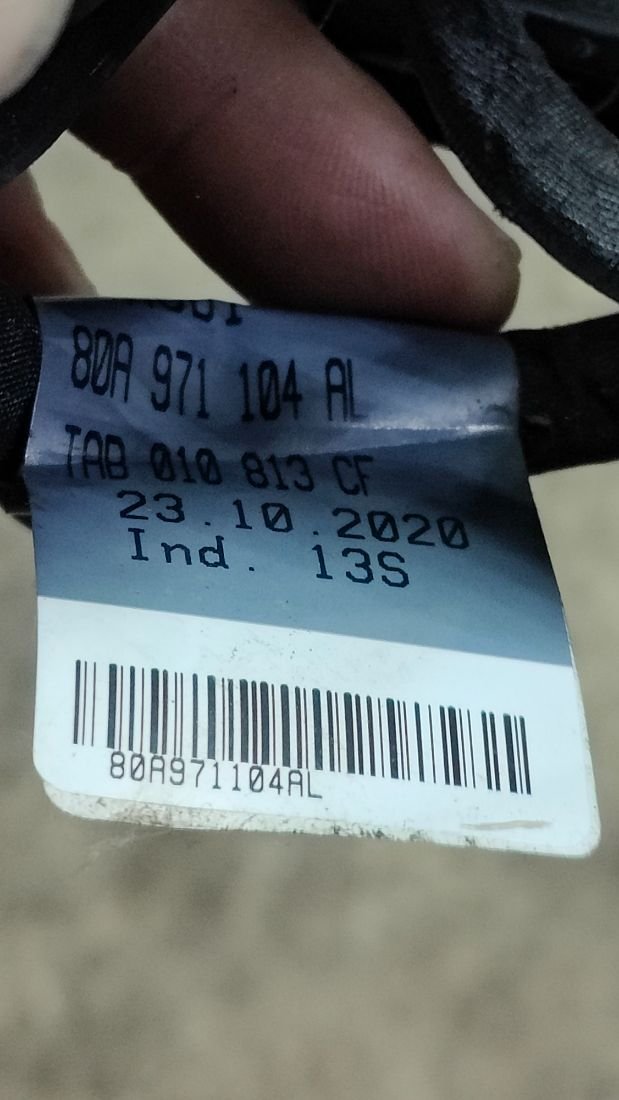 80A 971 104 AL
TAB 010 813 CF
23.10.2020
Ind. 13S
80A971104AL